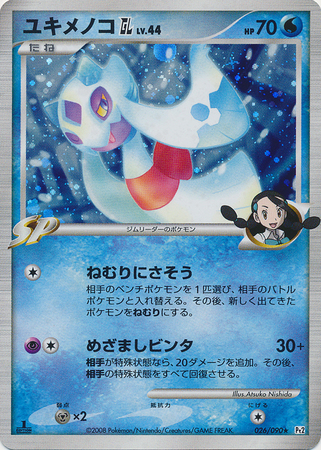 ユキメノコ GL LV.44 HP 70
たね
ジムリーダーのポケモン
SP
ねむりにさそう
相手のベンチポケモンを1匹選び、相手のバトル
ポケモンと入れ替える。その後、新しく出てきた
ポケモンをねむりにする。
めざましビンタ 30+
相手が特殊状態なら、20ダメージを追加。その後、
相手の特殊状態をすべて回復させる。
Illus.Atsuko Nishida
弱点 抵抗力 にげる
×2
026/090★
1 ©2008 Pokémon/Nintendo/Creatures/GAME FREAK Pt2